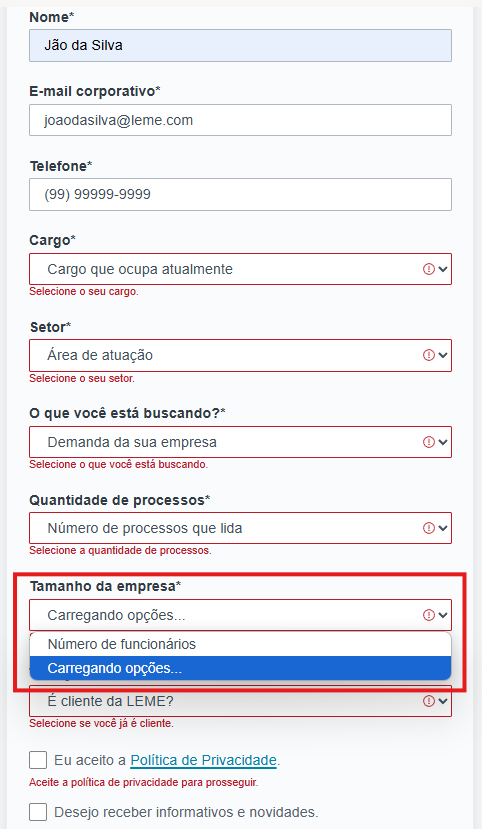 Nome*
Jão da Silva
E-mail corporativo*
joaodasilva@leme.com
Telefone*
(99) 99999-9999
Cargo*
Cargo que ocupa atualmente
Selecione o seu cargo.
Setor*
Área de atuação
Selecione o seu setor.
O que você está buscando?*
Demanda da sua empresa
Selecione o que você está buscando.
Quantidade de processos*
Número de processos que lida
Selecione a quantidade de processos.
Tamanho da empresa*
Carregando opções...
Número de funcionários
Carregando opções...
É cliente da LEME?
Selecione se você já é cliente.
Eu aceito a Política de Privacidade.
Aceite a política de privacidade para prosseguir.
Desejo receber informativos e novidades.